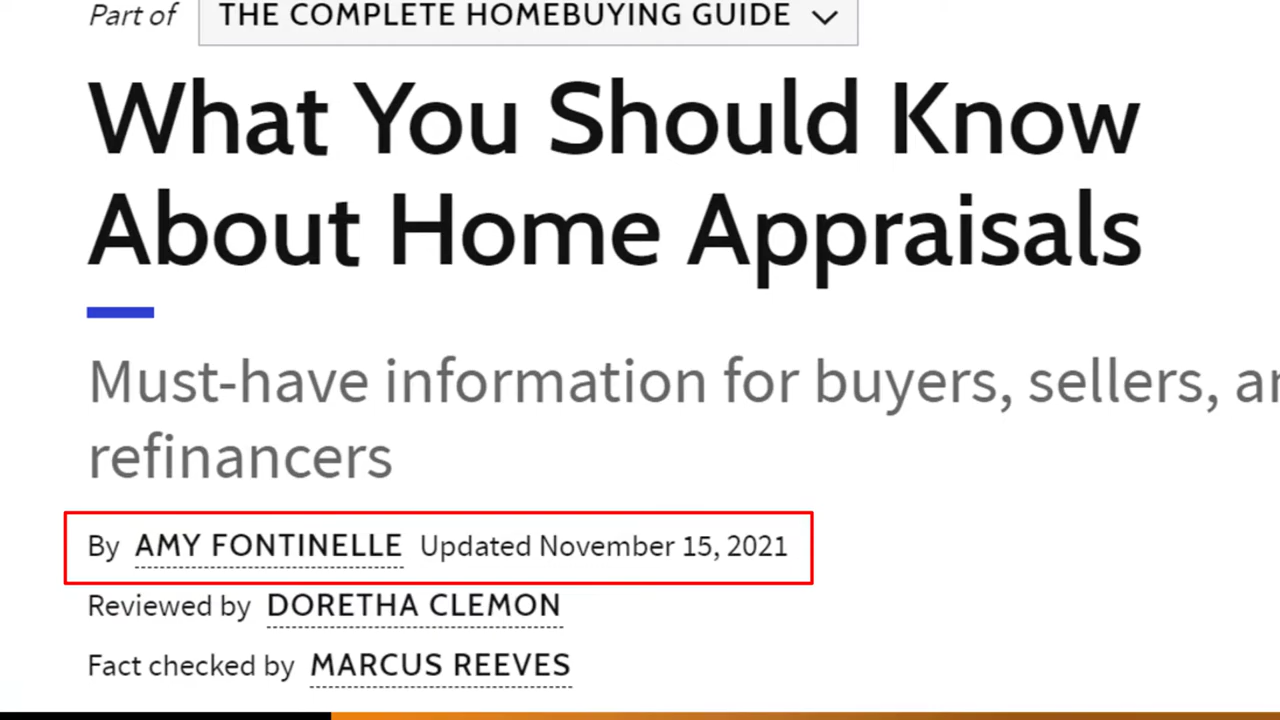 Part of THE COMPLETE HOMEBUYING GUIDE
What You Should Know
About Home Appraisals
Must-have information for buyers, sellers,
refinancers
By AMY FONTINELLE Updated November 15, 2021
Reviewed by DORETHA CLEMON
Fact checked by MARCUS REEVES